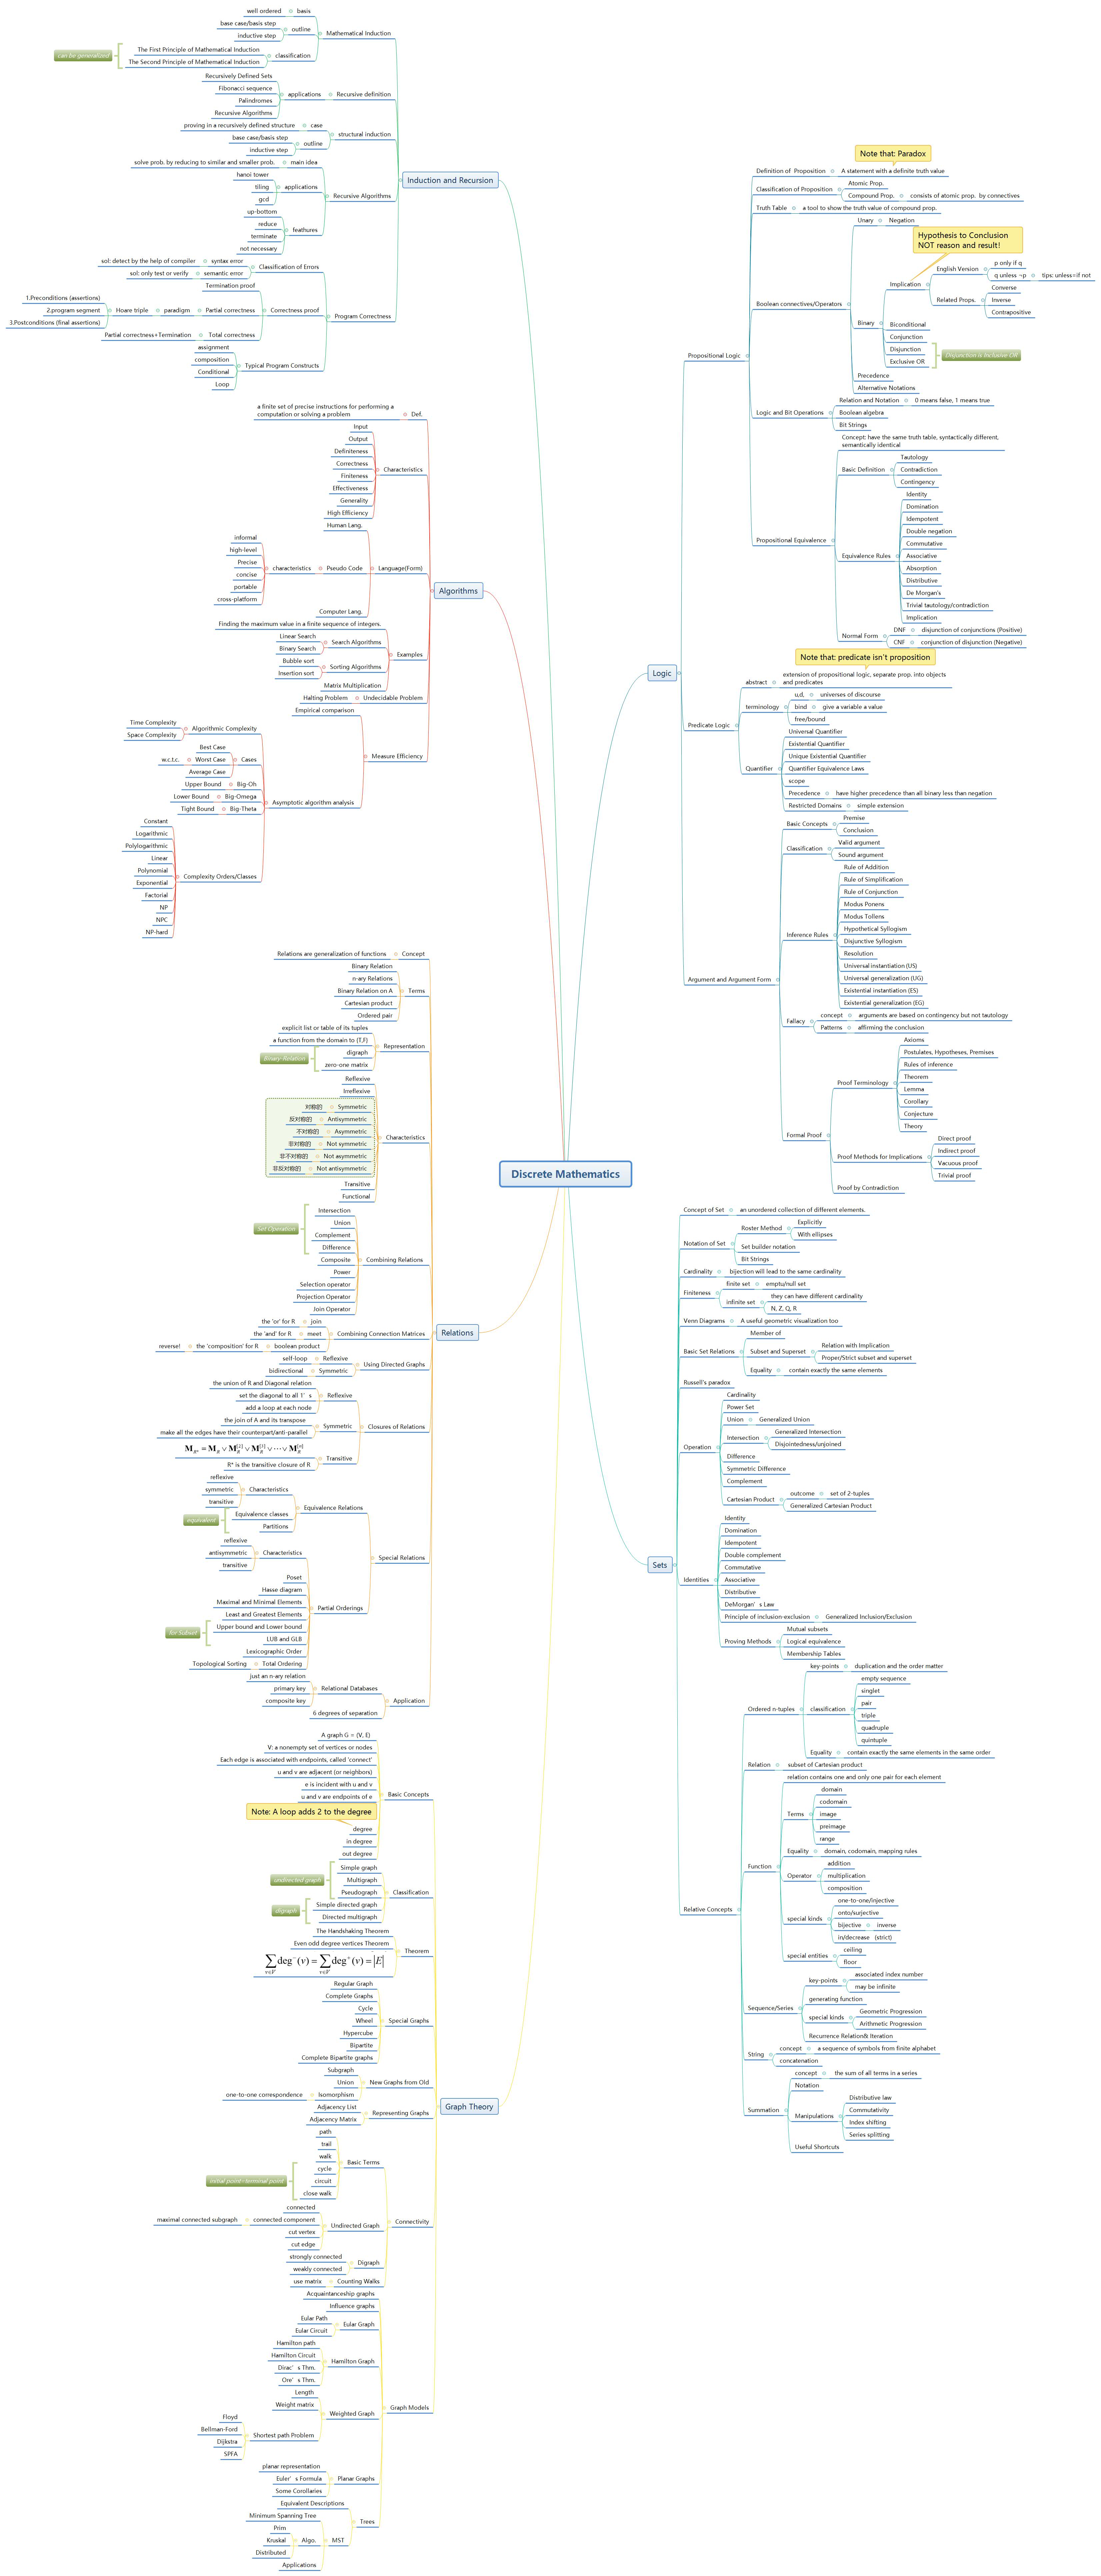 Discrete Mathematics
Induction and Recursion
Mathematical Induction
basis
well ordered
outline
base case/basis step
inductive step
classification
The First Principle of Mathematical Induction
The Second Principle of Mathematical Induction
can be generalized
Recursive definition
applications
Recursively Defined Sets
Fibonacci sequence
Palindromes
Recursive Algorithms
structural induction
case
proving in a recursively defined structure
outline
base case/basis step
inductive step
Recursive Algorithms
main idea
solve prob. by reducing to similar and smaller prob.
applications
hanoi tower
tiling
gcd
feathures
up-bottom
reduce
terminate
not necessary
Program Correctness
Classification of Errors
syntax error
sol: detect by the help of compiler
semantic error
sol: only test or verify
Correctness proof
Termination proof
Partial correctness
paradigm
Hoare triple
1.Preconditions (assertions)
2.program segment
3.Postconditions (final assertions)
Total correctness
Partial correctness+Termination
Typical Program Constructs
assignment
composition
Conditional
Loop
Algorithms
Def.
a finite set of precise instructions for performing a
computation or solving a problem
Characteristics
Input
Output
Definiteness
Correctness
Finiteness
Effectiveness
Generality
High Efficiency
Language(Form)
Human Lang.
Pseudo Code
characteristics
informal
high-level
Precise
concise
portable
cross-platform
Computer Lang.
Examples
Finding the maximum value in a finite sequence of integers.
Search Algorithms
Linear Search
Binary Search
Sorting Algorithms
Bubble sort
Insertion sort
Matrix Multiplication
Undecidable Problem
Halting Problem
Measure Efficiency
Empirical comparison
Asymptotic algorithm analysis
Algorithmic Complexity
Time Complexity
Space Complexity
Cases
Best Case
Worst Case
w.c.t.c.
Average Case
Big-Oh
Upper Bound
Big-Omega
Lower Bound
Big-Theta
Tight Bound
Complexity Orders/Classes
Constant
Logarithmic
Polylogarithmic
Linear
Polynomial
Exponential
Factorial
NP
NPC
NP-hard
Relations
Concept
Relations are generalization of functions
Terms
Binary Relation
n-ary Relations
Binary Relation on A
Cartesian product
Ordered pair
Representation
explicit list or table of its tuples
a function from the domain to {T,F}
digraph
zero-one matrix
Binary Relation
Characteristics
Reflexive
Irreflexive
Symmetric
对称的
Antisymmetric
反对称的
Asymmetric
不对称的
Not symmetric
非对称的
Not asymmetric
非不对称的
Not antisymmetric
非反对称的
Transitive
Functional
Combining Relations
Intersection
Union
Complement
Difference
Set Operation
Composite
Power
Selection operator
Projection Operator
Join Operator
Combining Connection Matrices
join
the 'or' for R
meet
the 'and' for R
boolean product
the 'composition' for R
reverse!
Using Directed Graphs
Reflexive
self-loop
Symmetric
bidirectional
Closures of Relations
Reflexive
the union of R and Diagonal relation
set the diagonal to all 1's
add a loop at each node
Symmetric
the join of A and its transpose
make all the edges have their counterpart/anti-parallel
Transitive
M_{R*} = M_R ∨ M_R^{[2]} ∨ M_R^{[3]} ∨ ⋯ ∨ M_R^{[n]}
R* is the transitive closure of R
Special Relations
Equivalence Relations
Characteristics
reflexive
symmetric
transitive
Equivalence classes
Partitions
equivalent
Partial Orderings
Characteristics
reflexive
antisymmetric
transitive
Poset
Hasse diagram
Maximal and Minimal Elements
Least and Greatest Elements
Upper bound and Lower bound
LUB and GLB
for Subset
Lexicographic Order
Total Ordering
Topological Sorting
Application
Relational Databases
just an n-ary relation
primary key
composite key
6 degrees of separation
Graph Theory
Basic Concepts
A graph G = (V, E)
V: a nonempty set of vertices or nodes
Each edge is associated with endpoints, called 'connect'
u and v are adjacent (or neighbors)
e is incident with u and v
u and v are endpoints of e
Note: A loop adds 2 to the degree
degree
in degree
out degree
Classification
Simple graph
Multigraph
Pseudograph
undirected graph
Simple directed graph
Directed multigraph
digraph
Theorem
The Handshaking Theorem
Even odd degree vertices Theorem
∑_{v∈V} deg⁻(v) = ∑_{v∈V} deg⁺(v) = |E|
Special Graphs
Regular Graph
Complete Graphs
Cycle
Wheel
Hypercube
Bipartite
Complete Bipartite graphs
New Graphs from Old
Subgraph
Union
Isomorphism
one-to-one correspondence
Representing Graphs
Adjacency List
Adjacency Matrix
Connectivity
Basic Terms
path
trail
walk
cycle
circuit
close walk
initial point=terminal point
Undirected Graph
connected
connected component
maximal connected subgraph
cut vertex
cut edge
Digraph
strongly connected
weakly connected
Counting Walks
use matrix
Graph Models
Acquaintanceship graphs
Influence graphs
Eular Graph
Eular Path
Eular Circuit
Hamilton Graph
Hamilton path
Hamilton Circuit
Dirac's Thm.
Ore's Thm.
Weighted Graph
Length
Weight matrix
Shortest path Problem
Floyd
Bellman-Ford
Dijkstra
SPFA
Planar Graphs
planar representation
Euler's Formula
Some Corollaries
Trees
Equivalent Descriptions
MST
Minimum Spanning Tree
Algo.
Prim
Kruskal
Distributed
Applications
Logic
Propositional Logic
Note that: Paradox
Definition of Proposition
A statement with a definite truth value
Classification of Proposition
Atomic Prop.
Compound Prop.
consists of atomic prop. by connectives
Truth Table
a tool to show the truth value of compound prop.
Boolean connectives/Operators
Unary
Negation
Binary
Hypothesis to Conclusion
NOT reason and result!
Implication
English Version
p only if q
q unless ¬p
tips: unless=if not
Related Props.
Converse
Inverse
Contrapositive
Biconditional
Conjunction
Disjunction
Exclusive OR
Disjunction is Inclusive OR
Precedence
Alternative Notations
Logic and Bit Operations
Relation and Notation
0 means false, 1 means true
Boolean algebra
Bit Strings
Propositional Equivalence
Concept: have the same truth table, syntactically different,
semantically identical
Basic Definition
Tautology
Contradiction
Contingency
Equivalence Rules
Identity
Domination
Idempotent
Double negation
Commutative
Associative
Absorption
Distributive
De Morgan's
Trivial tautology/contradiction
Implication
Normal Form
DNF
disjunction of conjunctions (Positive)
CNF
conjunction of disjunction (Negative)
Predicate Logic
Note that: predicate isn't proposition
abstract
extension of propositional logic, separate prop. into objects
and predicates
terminology
u,d,
universes of discourse
bind
give a variable a value
free/bound
Quantifier
Universal Quantifier
Existential Quantifier
Unique Existential Quantifier
Quantifier Equivalence Laws
scope
Precedence
have higher precedence than all binary less than negation
Restricted Domains
simple extension
Argument and Argument Form
Basic Concepts
Premise
Conclusion
Classification
Valid argument
Sound argument
Inference Rules
Rule of Addition
Rule of Simplification
Rule of Conjunction
Modus Ponens
Modus Tollens
Hypothetical Syllogism
Disjunctive Syllogism
Resolution
Universal instantiation (US)
Universal generalization (UG)
Existential instantiation (ES)
Existential generalization (EG)
Fallacy
concept
arguments are based on contingency but not tautology
Patterns
affirming the conclusion
Formal Proof
Proof Terminology
Axioms
Postulates, Hypotheses, Premises
Rules of inference
Theorem
Lemma
Corollary
Conjecture
Theory
Proof Methods for Implications
Direct proof
Indirect proof
Vacuous proof
Trivial proof
Proof by Contradiction
Sets
Concept of Set
an unordered collection of different elements.
Notation of Set
Roster Method
Explicitly
With ellipses
Set builder notation
Bit Strings
Cardinality
bijection will lead to the same cardinality
Finiteness
finite set
emptu/null set
infinite set
they can have different cardinality
N, Z, Q, R
Venn Diagrams
A useful geometric visualization too
Basic Set Relations
Member of
Subset and Superset
Relation with Implication
Proper/Strict subset and superset
Equality
contain exactly the same elements
Russell's paradox
Operation
Cardinality
Power Set
Union
Generalized Union
Intersection
Generalized Intersection
Disjointedness/unjoined
Difference
Symmetric Difference
Complement
Cartesian Product
outcome
set of 2-tuples
Generalized Cartesian Product
Identities
Identity
Domination
Idempotent
Double complement
Commutative
Associative
Distributive
DeMorgan's Law
Principle of inclusion-exclusion
Generalized Inclusion/Exclusion
Proving Methods
Mutual subsets
Logical equivalence
Membership Tables
Relative Concepts
Ordered n-tuples
key-points
duplication and the order matter
classification
empty sequence
singlet
pair
triple
quadruple
quintuple
Equality
contain exactly the same elements in the same order
Relation
subset of Cartesian product
Function
relation contains one and only one pair for each element
Terms
domain
codomain
image
preimage
range
Equality
domain, codomain, mapping rules
Operator
addition
multiplication
composition
special kinds
one-to-one/injective
onto/surjective
bijective
inverse
in/decrease (strict)
special entities
ceiling
floor
Sequence/Series
key-points
associated index number
may be infinite
generating function
special kinds
Geometric Progression
Arithmetic Progression
Recurrence Relation& Iteration
String
concept
a sequence of symbols from finite alphabet
concatenation
Summation
concept
the sum of all terms in a series
Notation
Manipulations
Distributive law
Commutativity
Index shifting
Series splitting
Useful Shortcuts